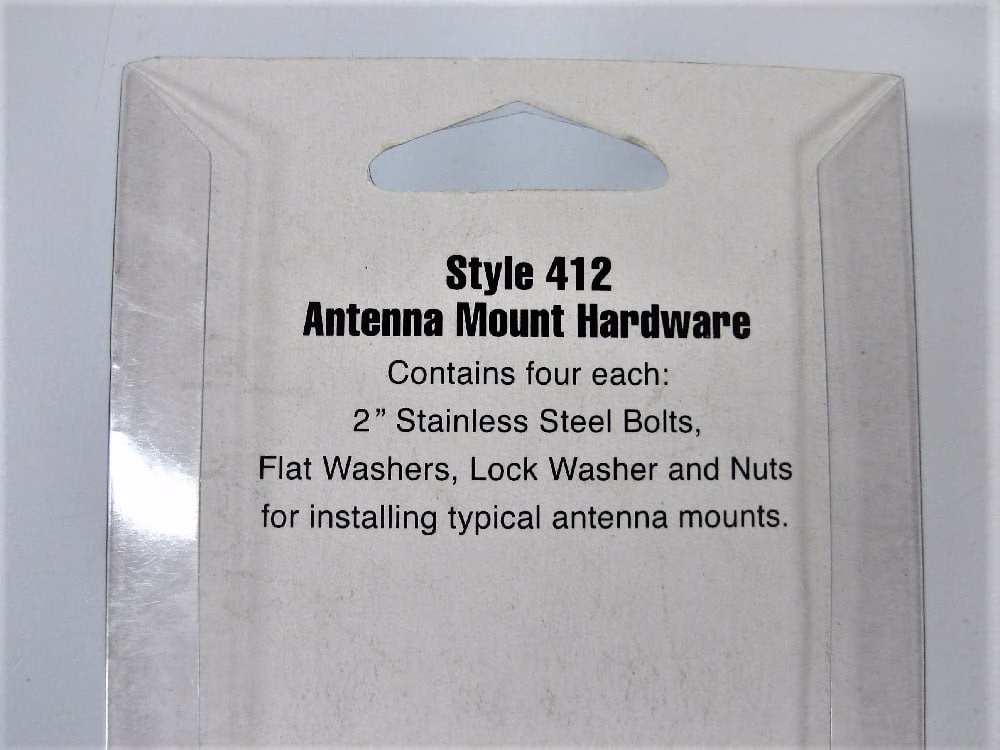 Style 412
Antenna Mount Hardware
Contains four each:
2” Stainless Steel Bolts,
Flat Washers, Lock Washer and Nuts
for installing typical antenna mounts.